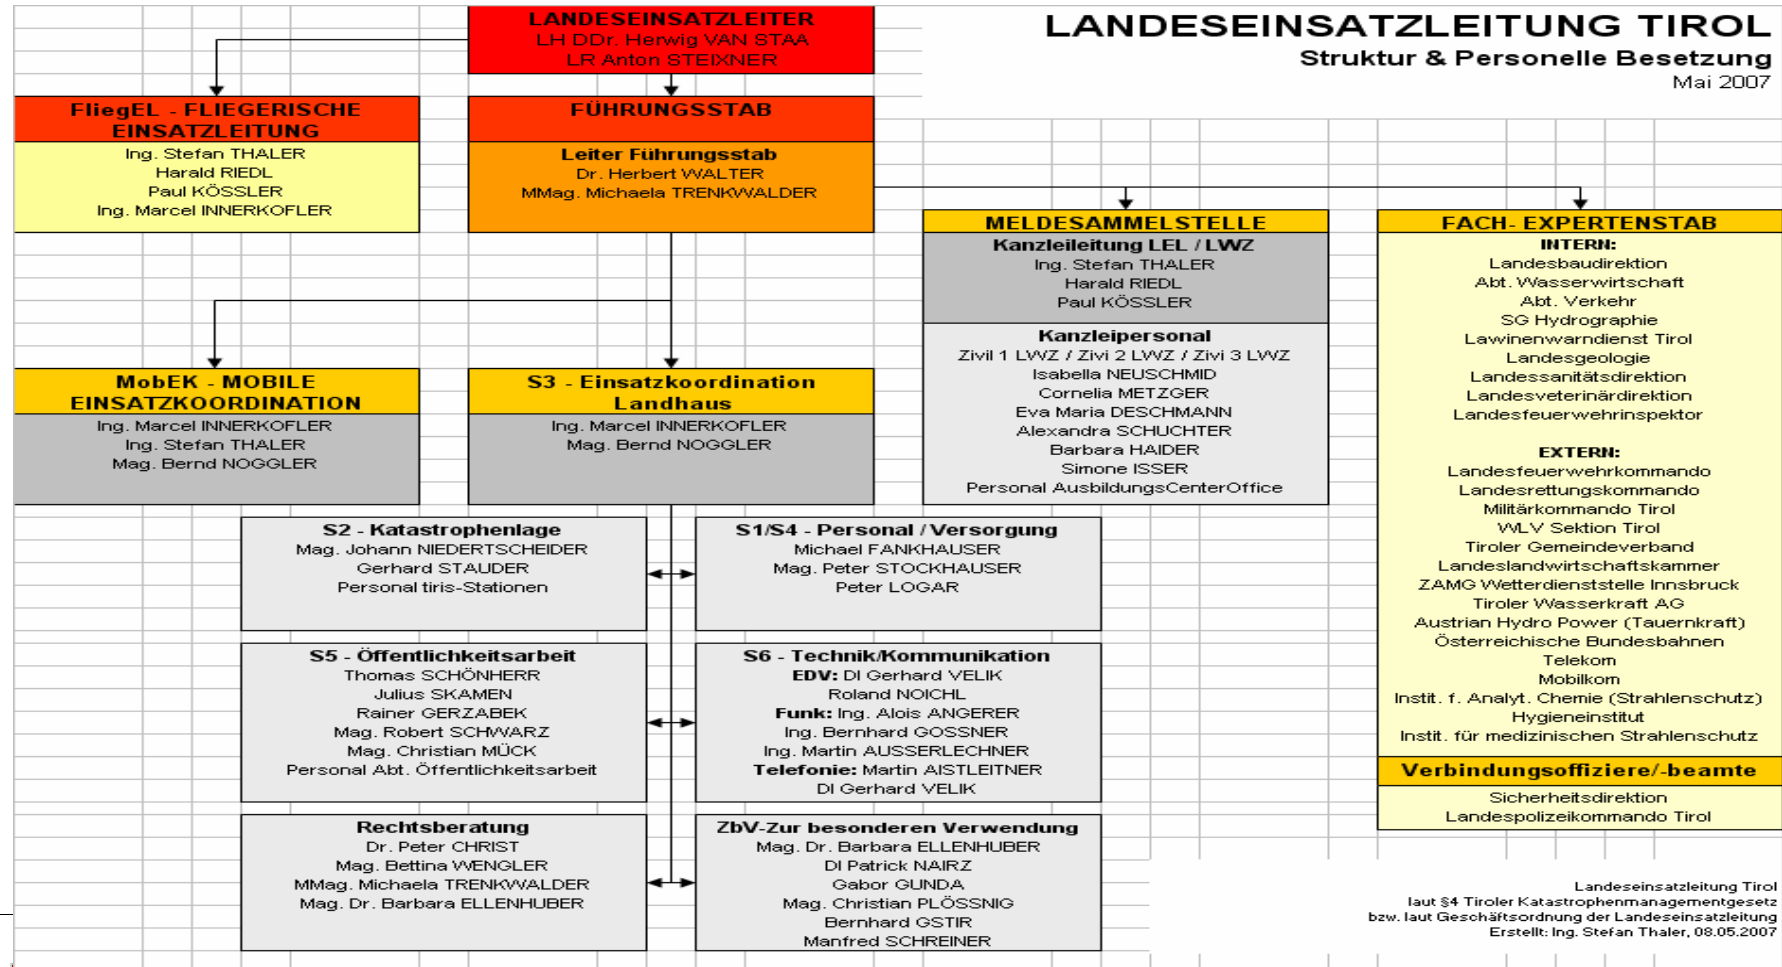 LANDESEINSATZLEITER
LH DDr. Herwig VAN STAA
LR Anton STEIXNER
LANDESEINSATZLEITUNG TIROL
Struktur & Personelle Besetzung
Mai 2007
FliegEL - FLIEGERISCHE
EINSATZLEITUNG
Ing. Stefan THALER
Harald RIEDL
Paul KÖSSLER
Ing. Marcel INNERKOFLER
FÜHRUNGSSTAB
Leiter Führungsstab
Dr. Herbert WALTER
MMag. Michaela TRENKWALDER
MELDESAMMELSTELLE
Kanzleileitung LEL / LWZ
Ing. Stefan THALER
Harald RIEDL
Paul KÖSSLER
Kanzleipersonal
Zivil 1 LWZ / Zivi 2 LWZ / Zivi 3 LWZ
Isabella NEUSCHMID
Cornelia METZGER
Eva Maria DESCHMANN
Alexandra SCHUCHTER
Barbara HAIDER
Simone ISSER
Personal AusbildungsCenterOffice
FACH- EXPERTENSTAB
INTERN:
Landesbaudirektion
Abt. Wasserwirtschaft
Abt. Verkehr
SG Hydrographie
Lawinenwarndienst Tirol
Landesgeologie
Landessanitätsdirektion
Landesveterinärdirektion
Landesfeuerwehrinspektor
EXTERN:
Landesfeuerwehrkommando
Landesrettungskommando
Militärkommando Tirol
WLV Sektion Tirol
Tiroler Gemeindeverband
Landeslandwirtschaftskammer
ZAMG Wetterdienststelle Innsbruck
Tiroler Wasserkraft AG
Austrian Hydro Power (Tauernkraft)
Österreichische Bundesbahnen
Telekom
Mobilkom
Instit. f. Analyt. Chemie (Strahlenschutz)
Hygieneinstitut
Instit. für medizinischen Strahlenschutz
Verbindungsoffiziere/-beamte
Sicherheitsdirektion
Landespolizeikommando Tirol
MobEK - MOBILE
EINSATZKOORDINATION
Ing. Marcel INNERKOFLER
Ing. Stefan THALER
Mag. Bernd NOGGLER
S3 - Einsatzkoordination
Landhaus
Ing. Marcel INNERKOFLER
Mag. Bernd NOGGLER
S2 - Katastrophenlage
Mag. Johann NIEDERTSCHEIDER
Gerhard STAUDER
Personal tiris-Stationen
S1/S4 - Personal / Versorgung
Michael FANKHAUSER
Mag. Peter STOCKHAUSER
Peter LOGAR
S5 - Öffentlichkeitsarbeit
Thomas SCHÖNHERR
Julius SKAMEN
Rainer GERZABEK
Mag. Robert SCHWARZ
Mag. Christian MÜCK
Personal Abt. Öffentlichkeitsarbeit
S6 - Technik/Kommunikation
EDV: DI Gerhard VELIK
Roland NOICHL
Funk: Ing. Alois ANGERER
Ing. Bernhard GOSSNER
Ing. Martin AUSSERLECHNER
Telefonie: Martin AISTLEITNER
DI Gerhard VELIK
Rechtsberatung
Dr. Peter CHRIST
Mag. Bettina WENGLER
MMag. Michaela TRENKWALDER
Mag. Dr. Barbara ELLENHUBER
ZbV-Zur besonderen Verwendung
Mag. Dr. Barbara ELLENHUBER
DI Patrick NAIRZ
Gabor GUNDA
Mag. Christian PLÖSSNIG
Bernhard GSTIR
Manfred SCHREINER
Landeseinsatzleitung Tirol
laut §4 Tiroler Katastrophenmanagementgesetz
bzw. laut Geschäftsordnung der Landeseinsatzleitung
Erstellt: Ing. Stefan Thaler, 08.05.2007